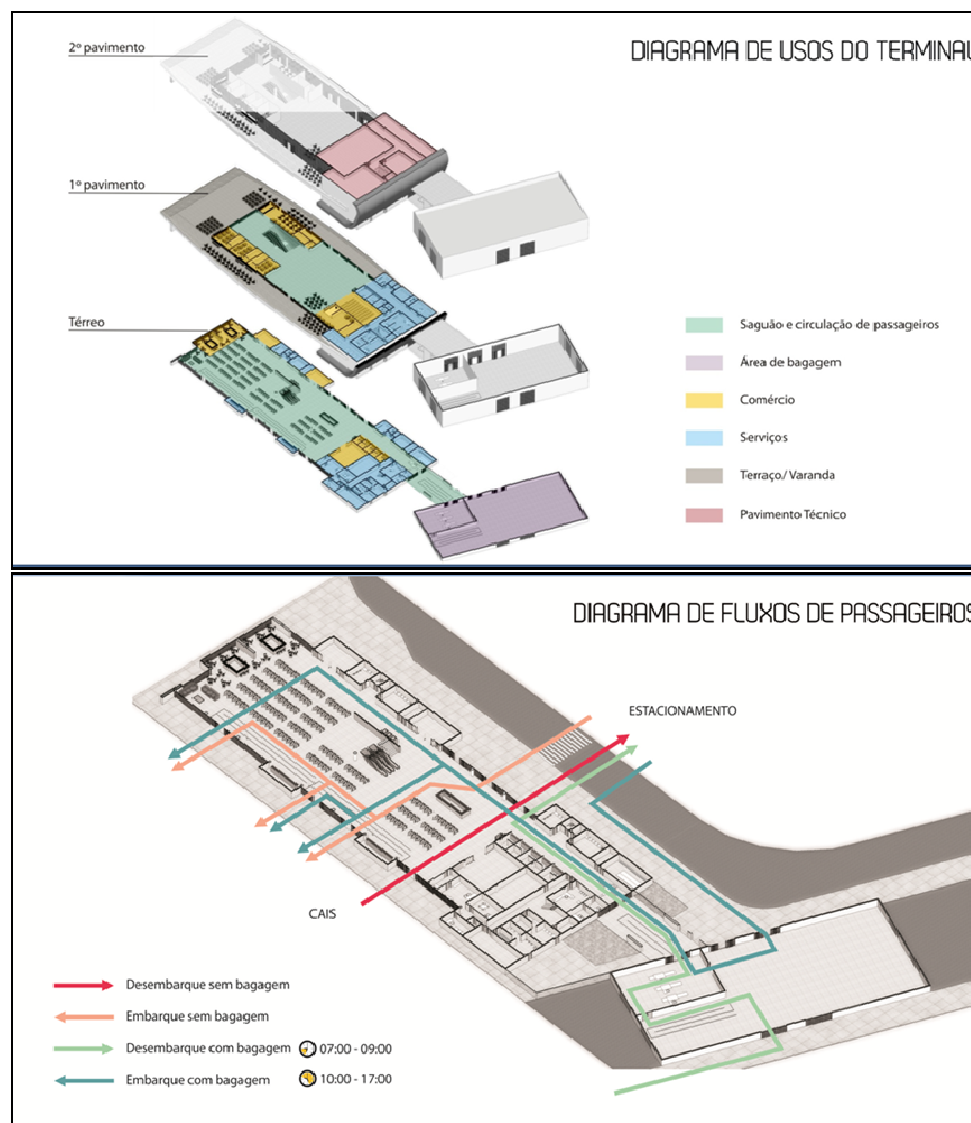 DIAGRAMA DE USOS DO TERMINAL
2º pavimento
1º pavimento
Térreo
Saguão e circulação de passageiros
Área de bagagem
Comércio
Serviços
Terraço/Varanda
Pavimento Técnico
DIAGRAMA DE FLUXOS DE PASSAGEIROS
ESTACIONAMENTO
CAIS
Desembarque sem bagagem
Embarque sem bagagem
Desembarque com bagagem 07:00 - 09:00
Embarque com bagagem 10:00 - 17:00